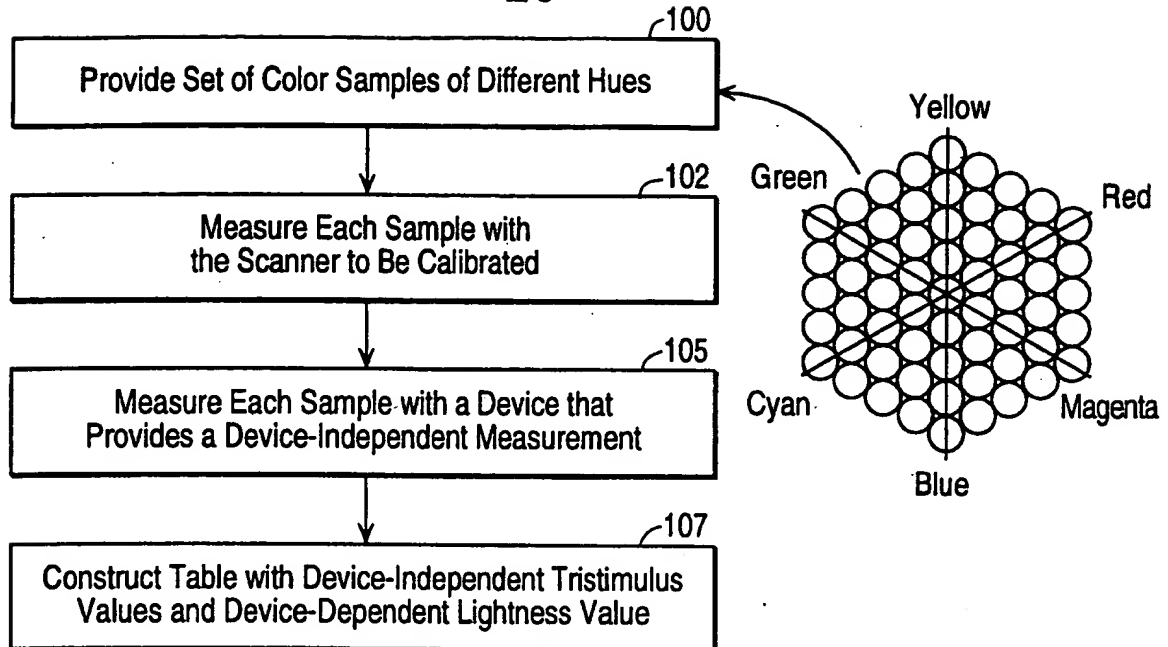 100
Provide Set of Color Samples of Different Hues
102
Measure Each Sample with
the Scanner to Be Calibrated
105
Measure Each Sample with a Device that
Provides a Device-Independent Measurement
107
Construct Table with Device-Independent Tristimulus
Values and Device-Dependent Lightness Value
Yellow
Green
Red
Cyan
Magenta
Blue